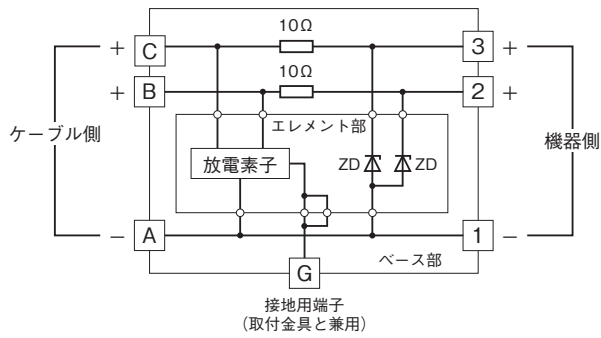 10Ω
+ C 3 +
10Ω
+ B 2 +
エレメント部
ケーブル側
機器側
放電素子
ZD ZD
− A 1 −
ベース部
G
接地用端子
（取付金具と兼用）